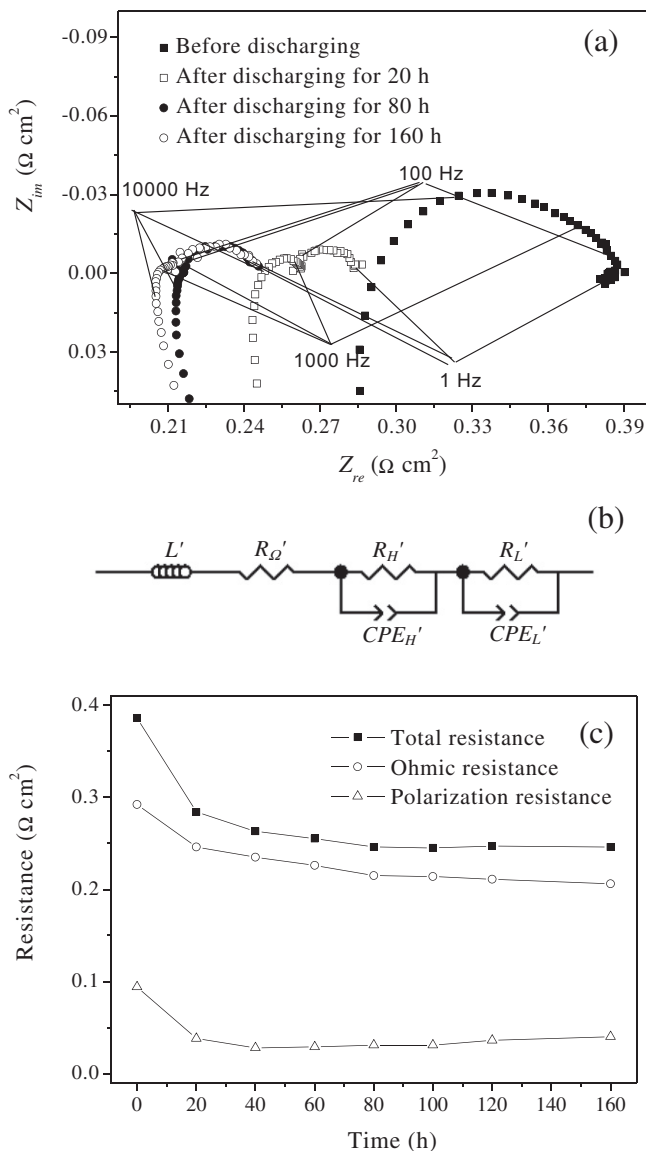 (a)
-0.09
-0.06
-0.03
0.00
0.03
Z_im (Ω cm²)
■ Before discharging
□ After discharging for 20 h
● After discharging for 80 h
○ After discharging for 160 h
10000 Hz
100 Hz
1000 Hz
1 Hz
0.21 0.24 0.27 0.30 0.33 0.36 0.39
Z_re (Ω cm²)
(b)
L' R_Ω' R_H' R_L'
CPE_H' CPE_L'
(c)
0.4
0.3
0.2
0.1
0.0
Resistance (Ω cm²)
Total resistance
Ohmic resistance
Polarization resistance
0 20 40 60 80 100 120 140 160
Time (h)